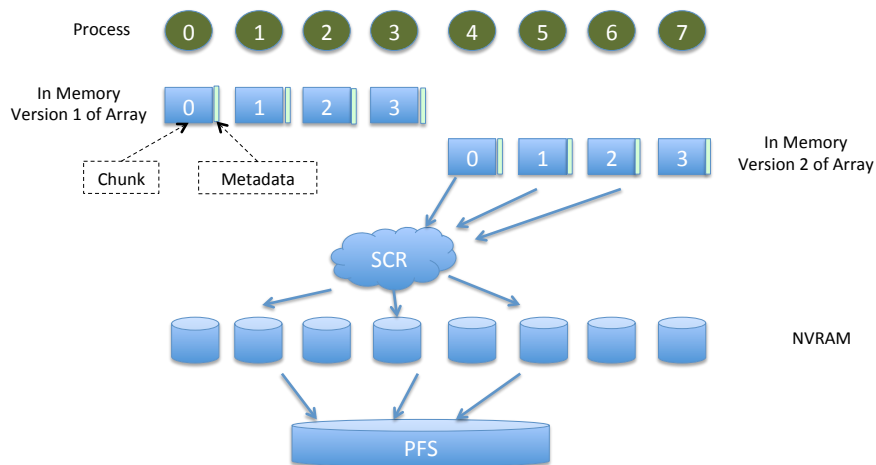 Process 0 1 2 3 4 5 6 7
In Memory
Version 1 of Array
0 1 2 3
Chunk Metadata
0 1 2 3
In Memory
Version 2 of Array
SCR
NVRAM
PFS